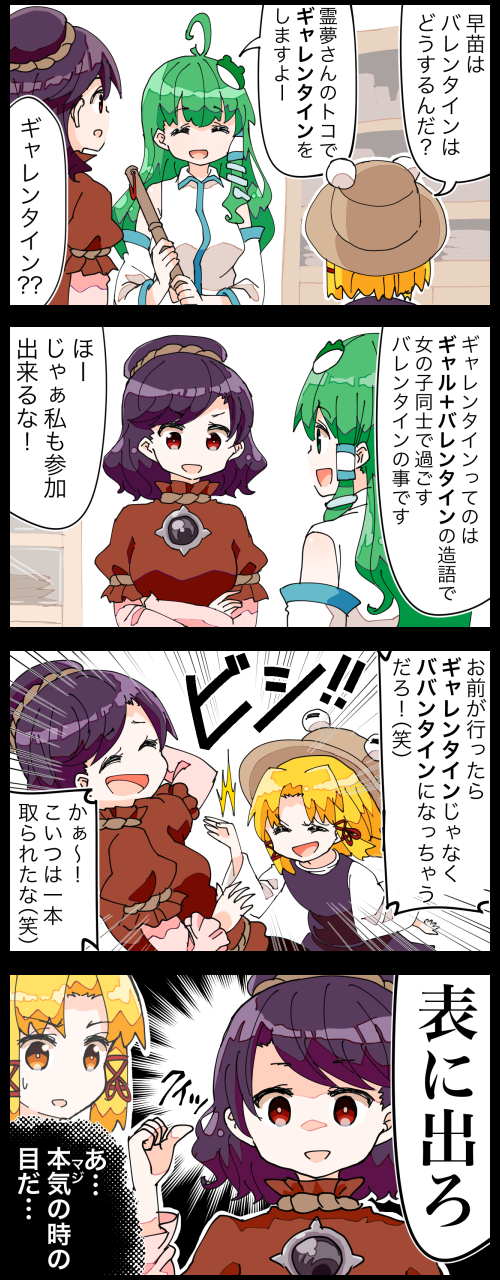 早苗は
バレンタインは
どうするんだ?
霊夢さんのトコで
ギャレンタインを
しますよー
ギャレンタイン??
ギャレンタインってのは
ギャル+バレンタインの造語で
女の子同士で過ごす
バレンタインの事です
ほー
じゃぁ私も参加
出来るな!
お前が行ったら
ギャレンタインじゃなく
ババンタインになっちゃう
だろ!(笑)
ビシ!!
かぁ~!
こいつは一本
取られたな(笑)
表に出ろ
クイッ
あ…
本気の時の
マジ
目だ…